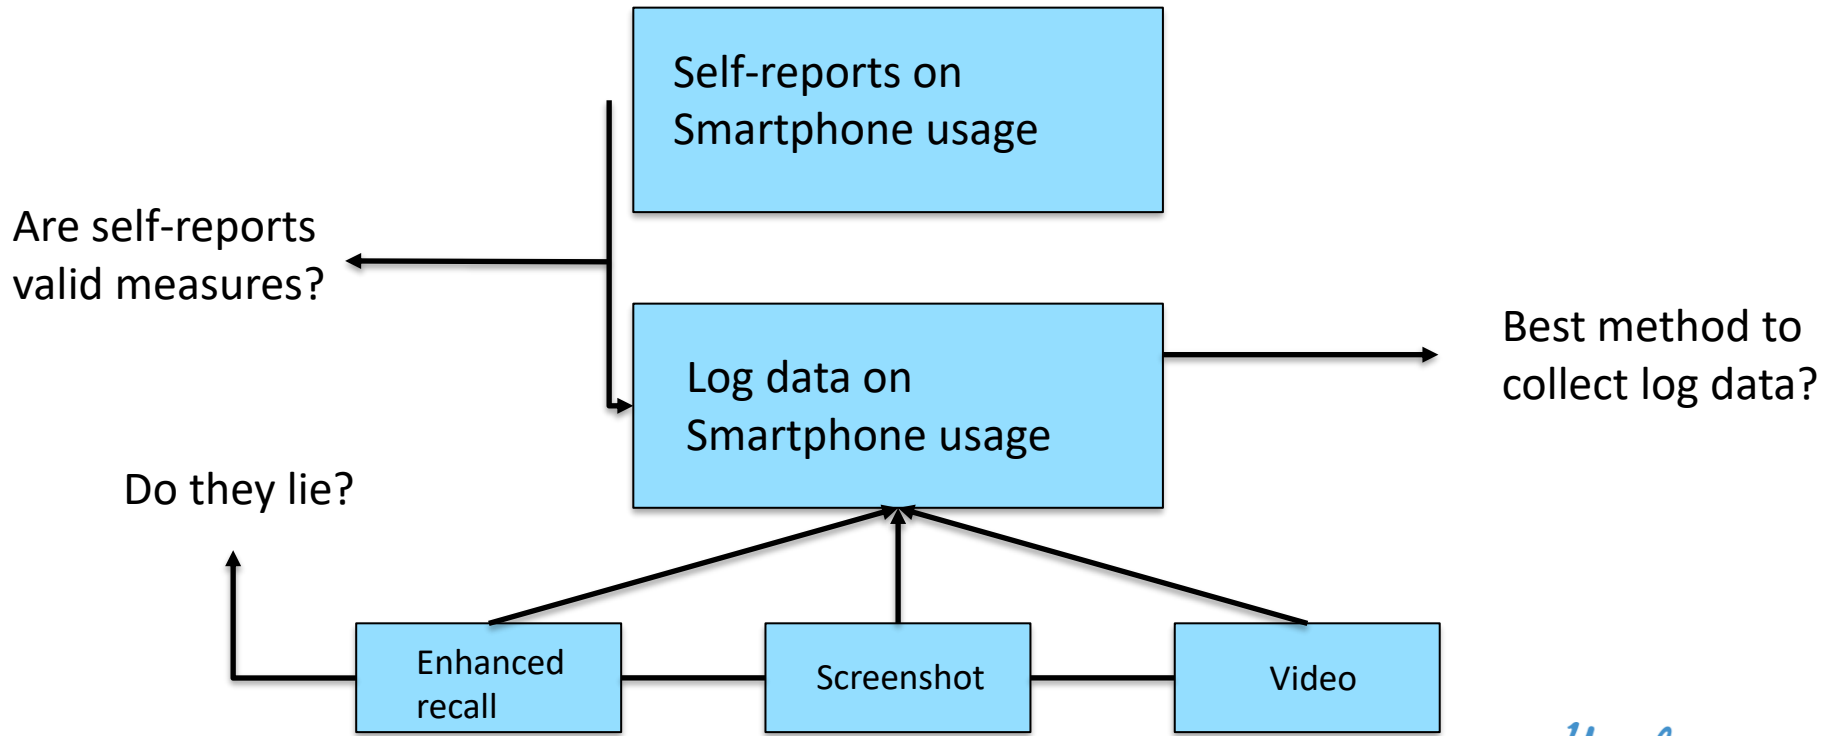 Self-reports on
Smartphone usage
Are self-reports
valid measures?
Log data on
Smartphone usage
Best method to
collect log data?
Do they lie?
Enhanced
recall
Screenshot
Video